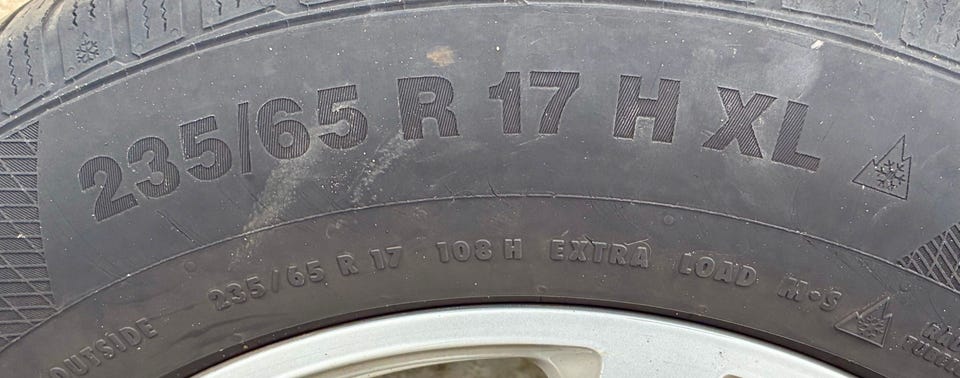 235/65 R 17 H XL
OUTSIDE 235/65 R 17 108 H EXTRA LOAD M+S